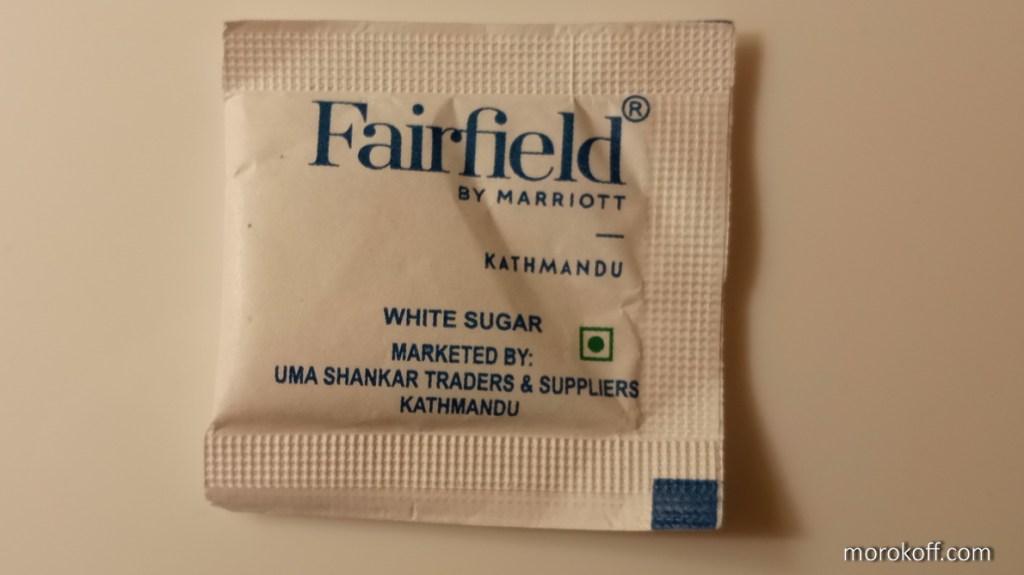 Fairfield®
BY MARRIOTT
KATHMANDU
WHITE SUGAR
MARKETED BY:
UMA SHANKAR TRADERS & SUPPLIERS
KATHMANDU
morokoff.com